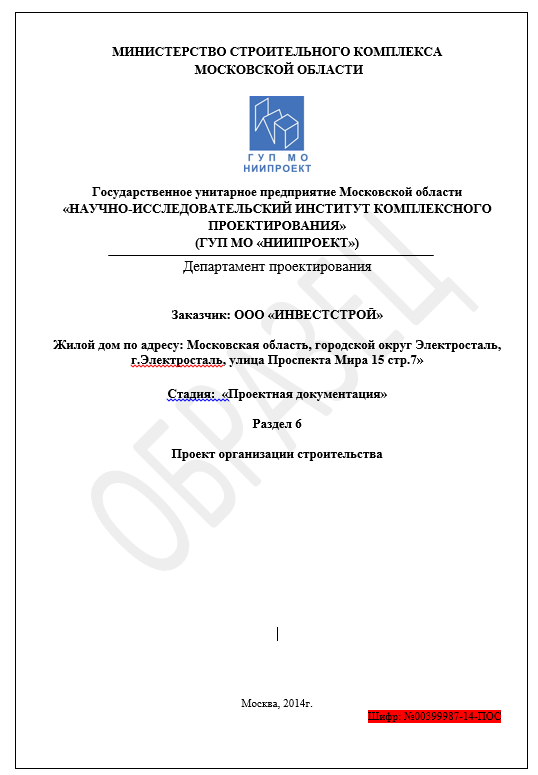 МИНИСТЕРСТВО СТРОИТЕЛЬНОГО КОМПЛЕКСА
МОСКОВСКОЙ ОБЛАСТИ
ГУП МО
НИИПРОЕКТ
Государственное унитарное предприятие Московской области
«НАУЧНО-ИССЛЕДОВАТЕЛЬСКИЙ ИНСТИТУТ КОМПЛЕКСНОГО
ПРОЕКТИРОВАНИЯ»
(ГУП МО «НИИПРОЕКТ»)
Департамент проектирования
Заказчик: ООО «ИНВЕСТСТРОЙ»
Жилой дом по адресу: Московская область, городской округ Электросталь,
г.Электросталь, улица Проспекта Мира 15 стр.7»
Стадия: «Проектная документация»
Раздел 6
Проект организации строительства
ОБРАЗЕЦ
Москва, 2014г.
Шифр: №00399987-14-ПОС